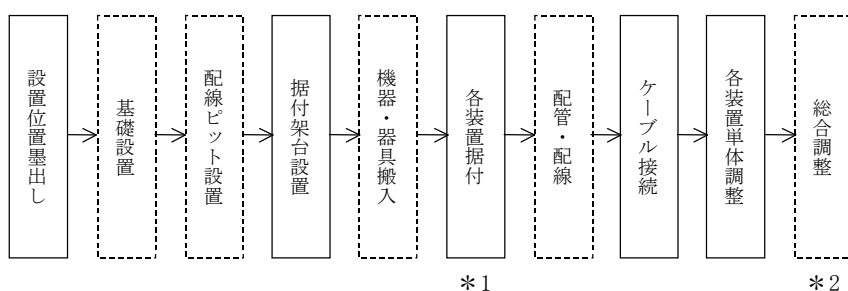 設置位置墨出し
基礎設置
配線ピット設置
据付架台設置
機器・器具搬入
各装置据付
配管・配線
ケーブル接続
各装置単体調整
総合調整
*1
*2